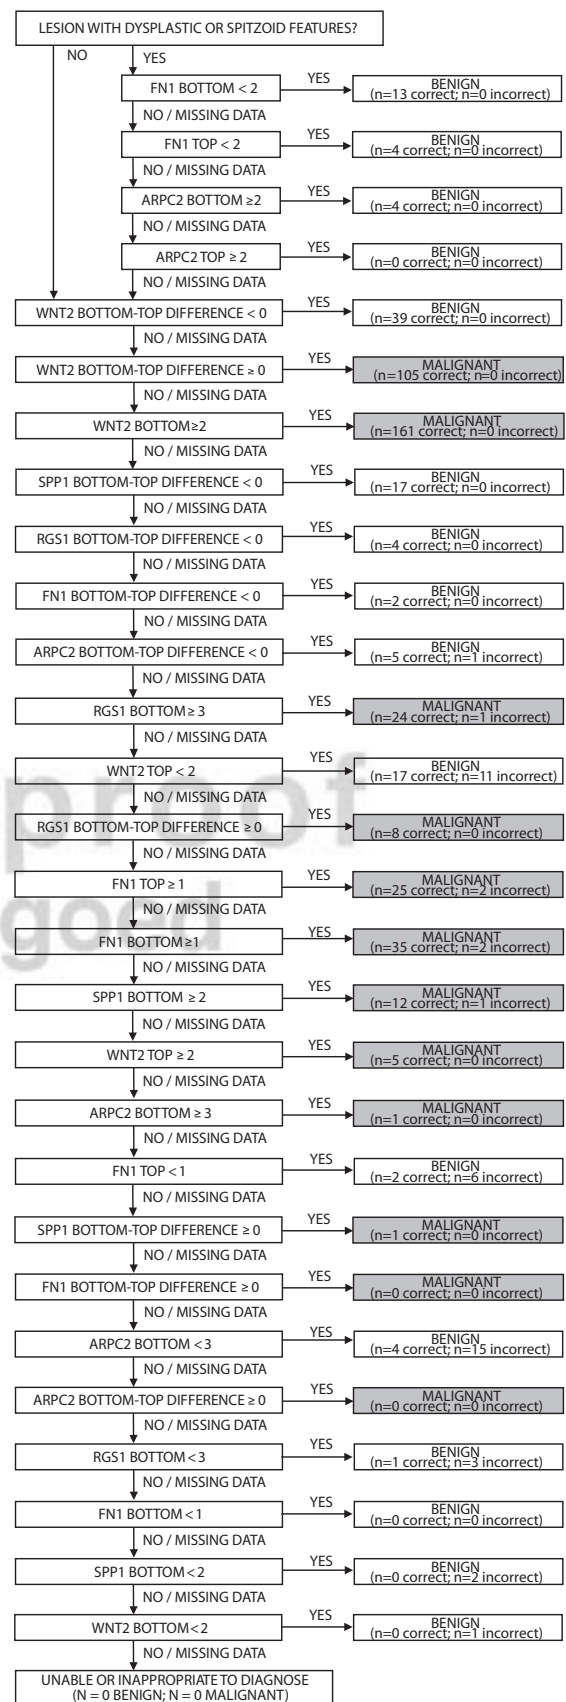 LESION WITH DYSPLASTIC OR SPITZOID FEATURES?
NO
YES
FN1 BOTTOM < 2
YES
BENIGN
(n=13 correct; n=0 incorrect)
NO / MISSING DATA
FN1 TOP < 2
YES
BENIGN
(n=4 correct; n=0 incorrect)
NO / MISSING DATA
ARPC2 BOTTOM ≥2
YES
BENIGN
(n=4 correct; n=0 incorrect)
NO / MISSING DATA
ARPC2 TOP ≥ 2
YES
BENIGN
(n=0 correct; n=0 incorrect)
NO / MISSING DATA
WNT2 BOTTOM-TOP DIFFERENCE < 0
YES
BENIGN
(n=39 correct; n=0 incorrect)
NO / MISSING DATA
WNT2 BOTTOM-TOP DIFFERENCE ≥ 0
YES
MALIGNANT
(n=105 correct; n=0 incorrect)
NO / MISSING DATA
WNT2 BOTTOM≥2
YES
MALIGNANT
(n=161 correct; n=0 incorrect)
NO / MISSING DATA
SPP1 BOTTOM-TOP DIFFERENCE < 0
YES
BENIGN
(n=17 correct; n=0 incorrect)
NO / MISSING DATA
RGS1 BOTTOM-TOP DIFFERENCE < 0
YES
BENIGN
(n=4 correct; n=0 incorrect)
NO / MISSING DATA
FN1 BOTTOM-TOP DIFFERENCE < 0
YES
BENIGN
(n=2 correct; n=0 incorrect)
NO / MISSING DATA
ARPC2 BOTTOM-TOP DIFFERENCE < 0
YES
BENIGN
(n=5 correct; n=1 incorrect)
NO / MISSING DATA
RGS1 BOTTOM ≥ 3
YES
MALIGNANT
(n=24 correct; n=1 incorrect)
NO / MISSING DATA
WNT2 TOP < 2
YES
BENIGN
(n=17 correct; n=11 incorrect)
NO / MISSING DATA
proof
RGS1 BOTTOM-TOP DIFFERENCE ≥ 0
YES
MALIGNANT
(n=8 correct; n=0 incorrect)
NO / MISSING DATA
FN1 TOP ≥ 1
YES
MALIGNANT
(n=25 correct; n=2 incorrect)
NO / MISSING DATA
goed
FN1 BOTTOM ≥1
YES
MALIGNANT
(n=35 correct; n=2 incorrect)
NO / MISSING DATA
SPP1 BOTTOM ≥ 2
YES
MALIGNANT
(n=12 correct; n=1 incorrect)
NO / MISSING DATA
WNT2 TOP ≥ 2
YES
MALIGNANT
(n=5 correct; n=0 incorrect)
NO / MISSING DATA
ARPC2 BOTTOM ≥ 3
YES
MALIGNANT
(n=1 correct; n=0 incorrect)
NO / MISSING DATA
FN1 TOP < 1
YES
BENIGN
(n=2 correct; n=6 incorrect)
NO / MISSING DATA
SPP1 BOTTOM-TOP DIFFERENCE ≥ 0
YES
MALIGNANT
(n=1 correct; n=0 incorrect)
NO / MISSING DATA
FN1 BOTTOM-TOP DIFFERENCE ≥ 0
YES
MALIGNANT
(n=0 correct; n=0 incorrect)
NO / MISSING DATA
ARPC2 BOTTOM <3
YES
BENIGN
(n=4 correct; n=15 incorrect)
NO / MISSING DATA
ARPC2 BOTTOM-TOP DIFFERENCE ≥ 0
YES
MALIGNANT
(n=0 correct; n=0 incorrect)
NO / MISSING DATA
RGS1 BOTTOM <3
YES
BENIGN
(n=1 correct; n=3 incorrect)
NO / MISSING DATA
FN1 BOTTOM <1
YES
BENIGN
(n=0 correct; n=0 incorrect)
NO / MISSING DATA
SPP1 BOTTOM <2
YES
BENIGN
(n=0 correct; n=2 incorrect)
NO / MISSING DATA
WNT2 BOTTOM<2
YES
BENIGN
(n=0 correct; n=1 incorrect)
NO / MISSING DATA
UNABLE OR INAPPROPRIATE TO DIAGNOSE
(N = 0 BENIGN; N = 0 MALIGNANT)